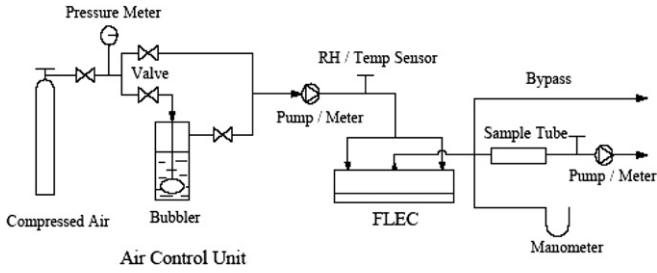 Pressure Meter
Valve
RH / Temp Sensor
Bypass
Pump / Meter
Sample Tube
Pump / Meter
Compressed Air
Bubbler
FLEC
Manometer
Air Control Unit